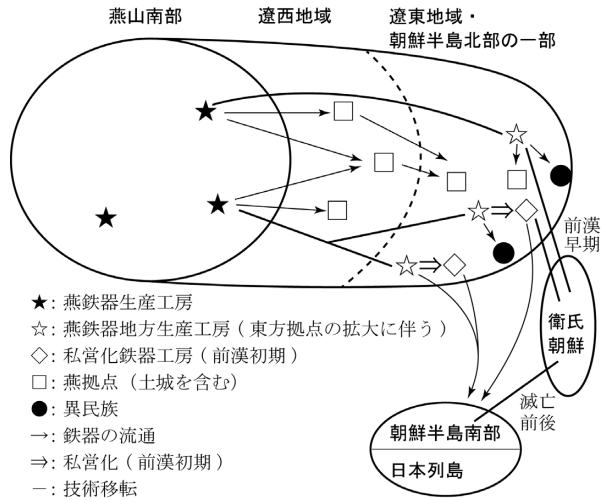 燕山南部
遼西地域
遼東地域・
朝鮮半島北部の一部
前漢
早期
衛氏
朝鮮
滅亡
前後
朝鮮半島南部
日本列島
★: 燕鉄器生産工房
☆: 燕鉄器地方生産工房(東方拠点の拡大に伴う)
◇: 私営化鉄器工房(前漢初期)
□: 燕拠点(土城を含む)
●: 異民族
→: 鉄器の流通
⇒: 私営化(前漢初期)
─: 技術移転